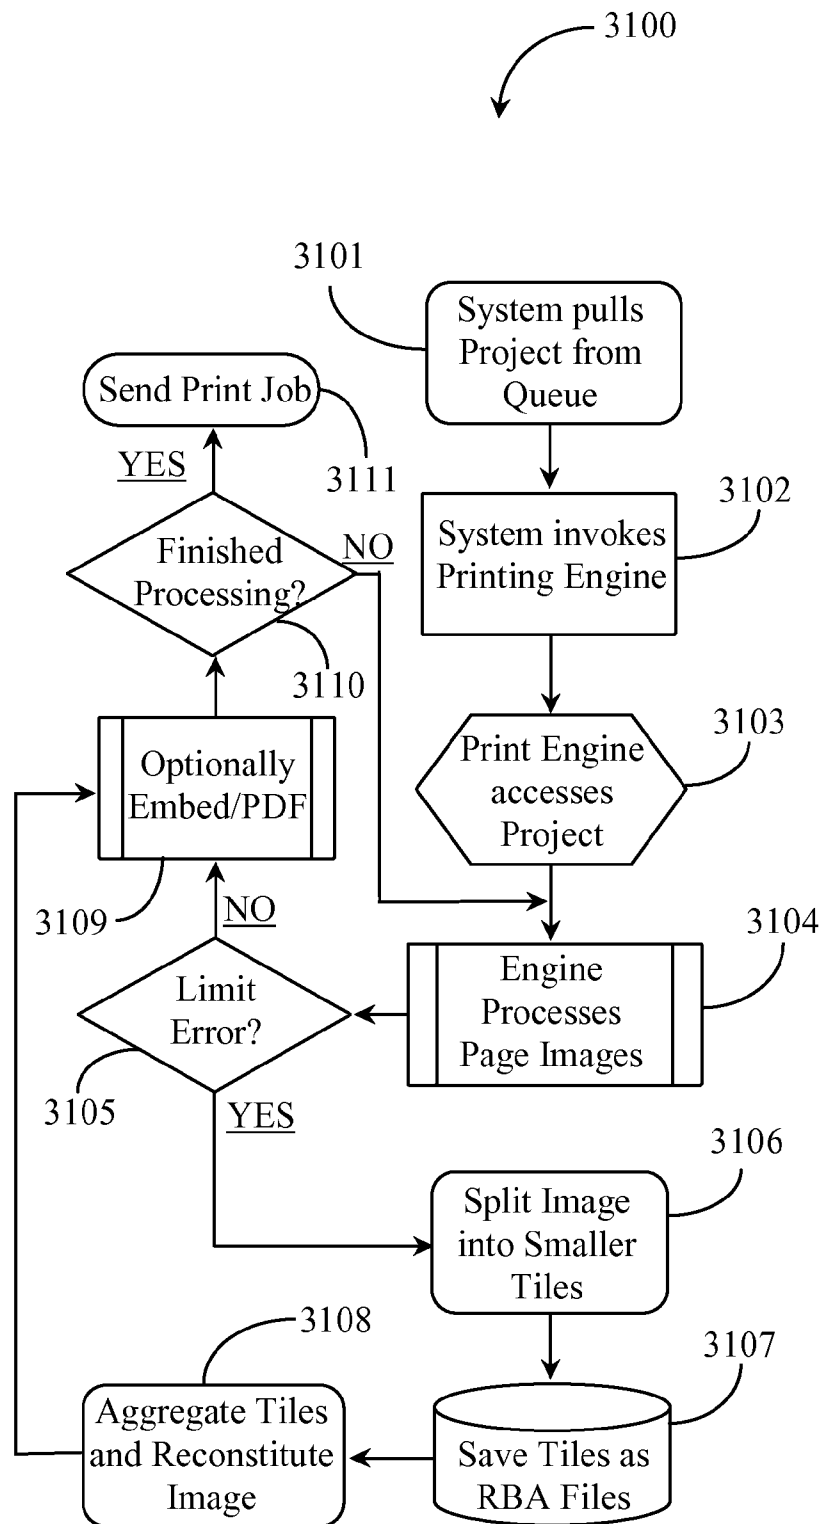 3100
3101
System pulls
Project from
Queue
Send Print Job
3111
YES
3102
System invokes
Printing Engine
Finished
Processing?
NO
3110
3103
Print Engine
accesses
Project
Optionally
Embed/PDF
3109
NO
3104
Engine
Processes
Page Images
Limit
Error?
3105
YES
3106
Split Image
into Smaller
Tiles
3107
Save Tiles as
RBA Files
3108
Aggregate Tiles
and Reconstitute
Image